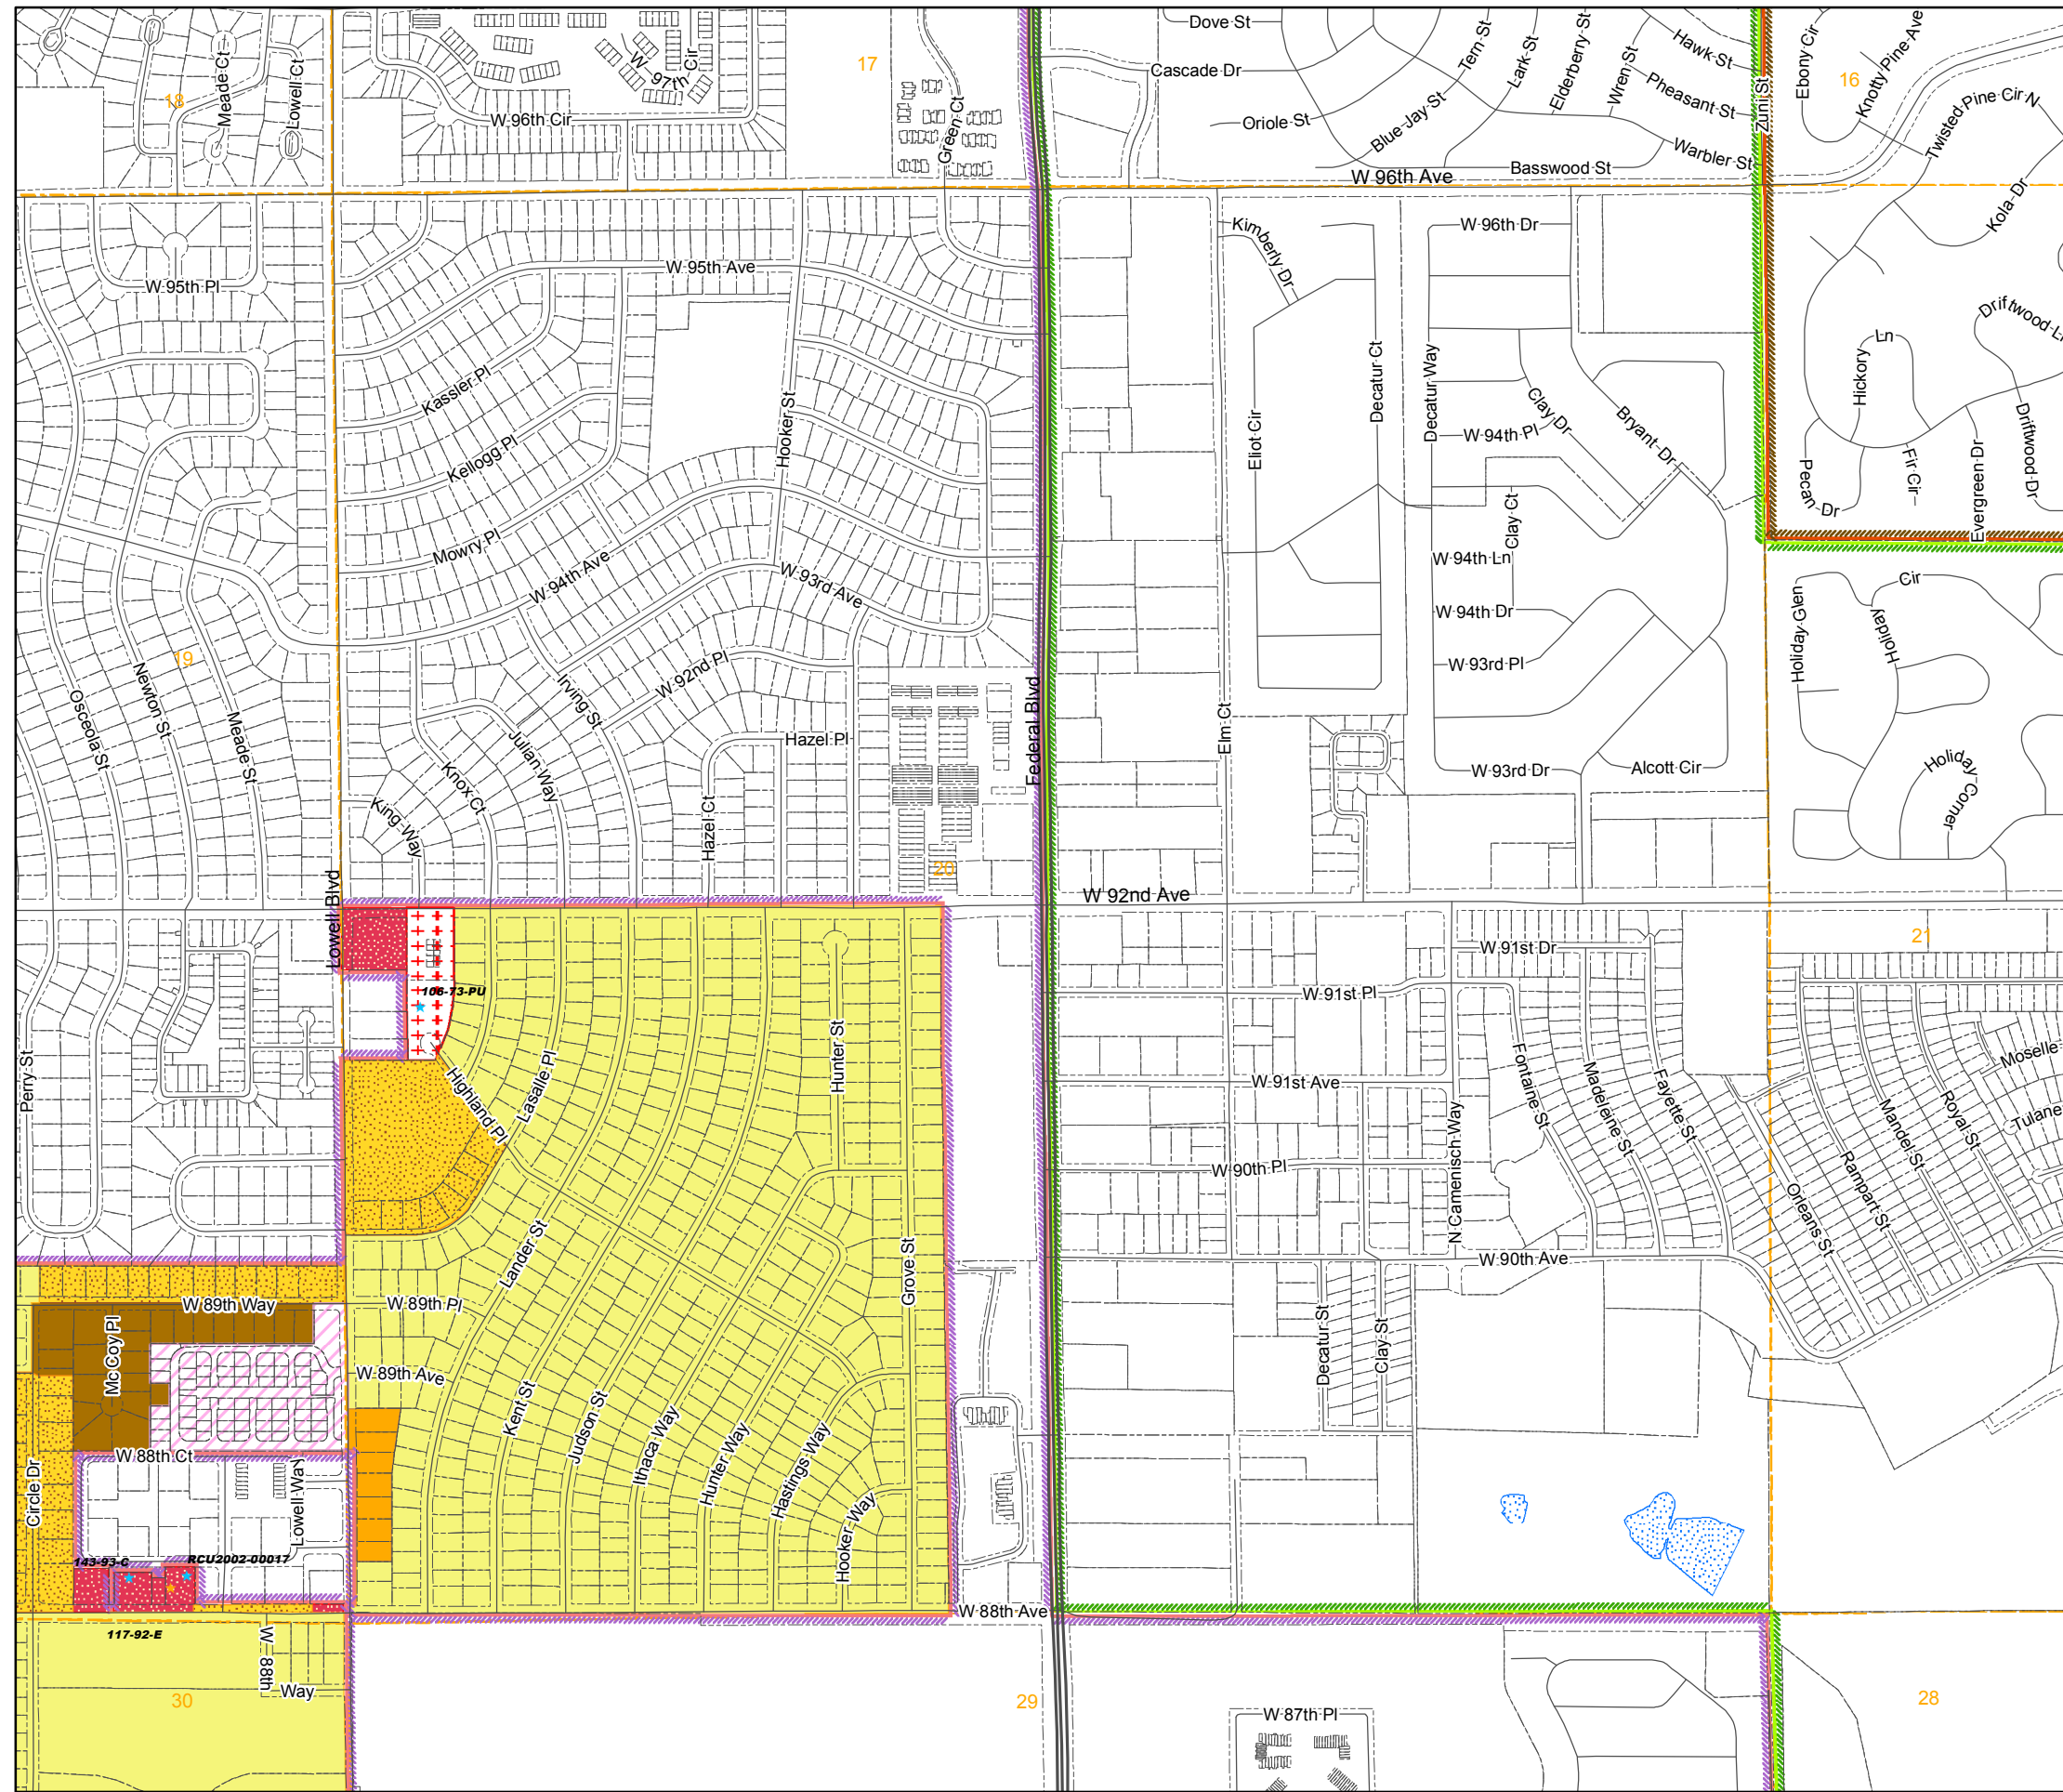 Dove St
Meade Ct
Lowell Ct
W 97th Cir
17
Cascade Dr
Tern St
Lark St
Elderberry St
Wren St
Hawk St
Pheasant St
Zuni St
Ebony Cir
16
Knotty Pine Ave
Twisted Pine Cir N
18
W 96th Cir
Green Ct
Oriole St
Blue Jay St
Basswood St
Warbler St
W 96th Ave
Kola Dr
W 95th Pl
W 95th Ave
Kimberly Dr
W 96th Dr
Driftwood Ln
Kassler Pl
Kellogg Pl
Hooker St
Eliot Cir
Decatur Ct
Decatur Way
Clay Dr
W 94th Pl
Bryant Dr
Hickory
Ln
Pecan Dr
Fir Cir
Evergreen Dr
Driftwood Dr
Mowry Pl
W 94th Ave
W 93rd Ave
Clay Ct
W 94th Ln
W 94th Dr
Holiday Glen
Cir
Holiday
19
Osceola St
Newton St
Meade St
Irving St
W 92nd Pl
W 93rd Pl
Julian Way
Knox Ct
King Way
Hazel Pl
Hazel Ct
Federal Blvd
Elm Ct
W 93rd Dr
Alcott Cir
Holiday Corner
20
Lowell Blvd
W 92nd Ave
21
W 91st Dr
106-73-PU
W 91st Pl
Perry St
Highland Pl
Lasalle Pl
Hunter St
W 91st Ave
Fontaine St
Madeleine St
Fayette St
Moselle
Royal St
Mandel St
Tulane
N Camenisch Way
W 90th Pl
Rampart St
Orleans St
Lander St
Grove St
W 90th Ave
W 89th Way
W 89th Pl
McCoy Pl
W 89th Ave
Decatur St
Clay St
Kent St
Judson St
Ithaca Way
Hunter Way
Hastings Way
Hooker Way
W 88th Ct
Circle Dr
Lowell Way
143-93-C
RCU2002-00017
W 88th Ave
117-92-E
W 88th
Way
30
29
28
W 87th Pl